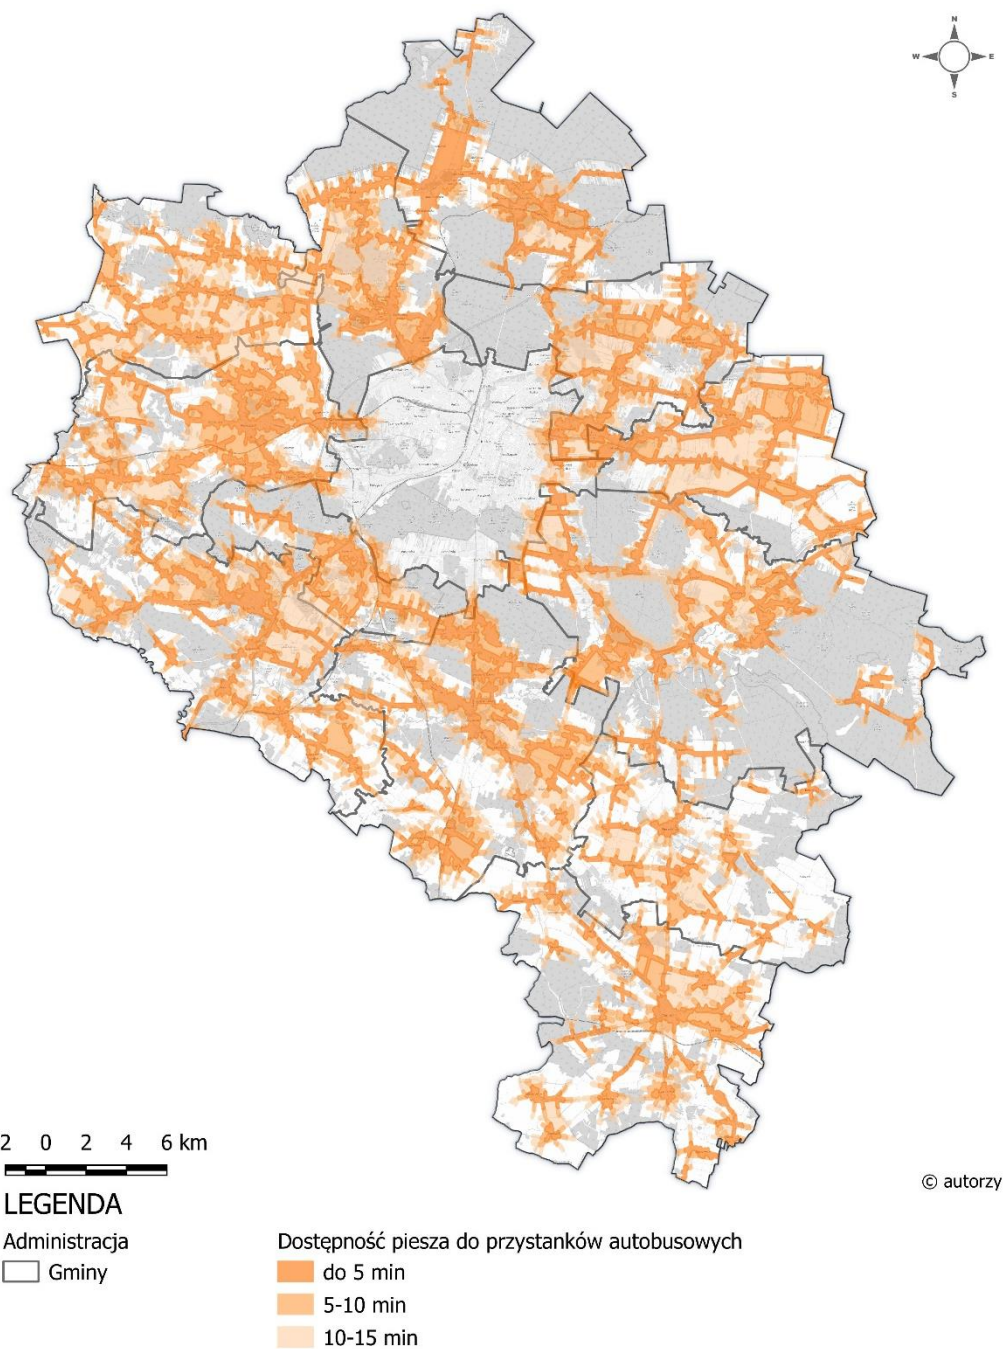 N
W E
S
2 0 2 4 6 km
© autorzy
LEGENDA
Administracja
Gminy
Dostępność piesza do przystanków autobusowych
do 5 min
5-10 min
10-15 min